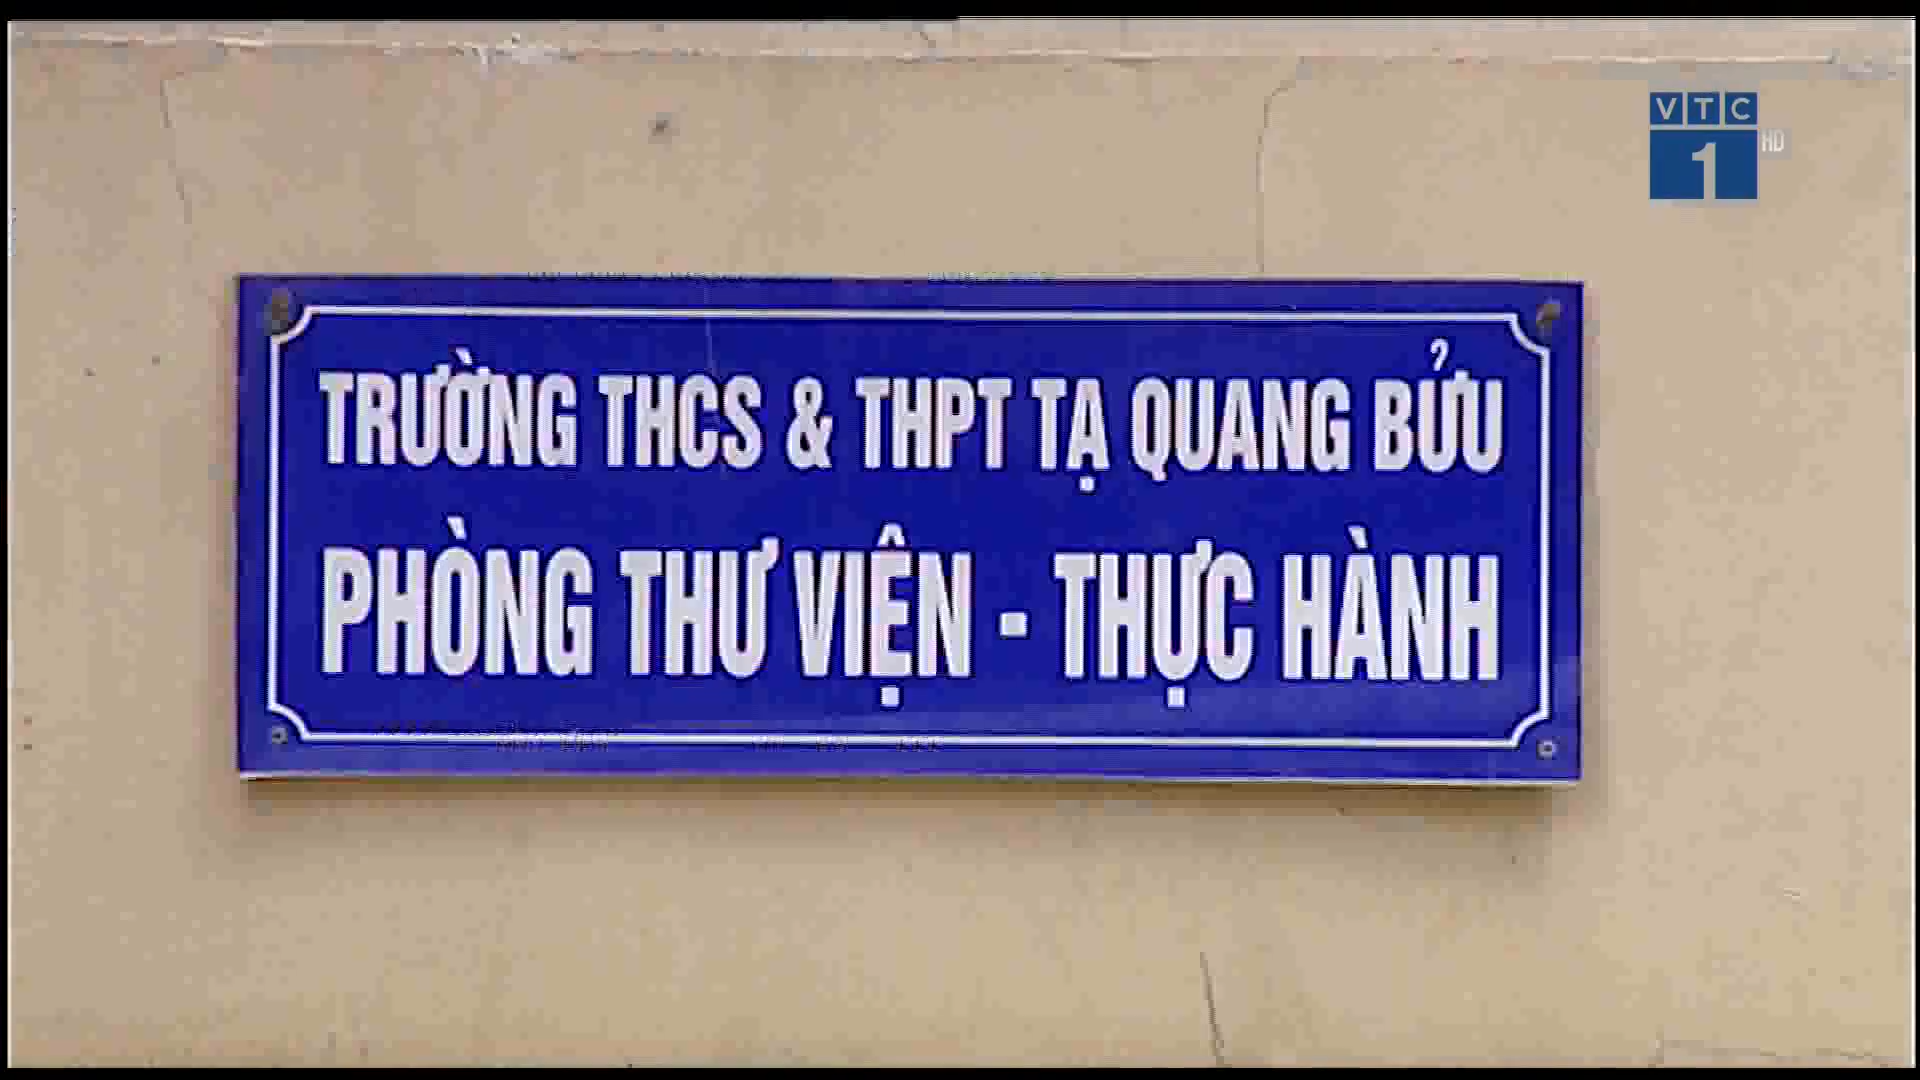 VTC
1 HD
TRƯỜNG THCS & THPT TẠ QUANG BỬU
PHÒNG THƯ VIỆN - THỰC HÀNH